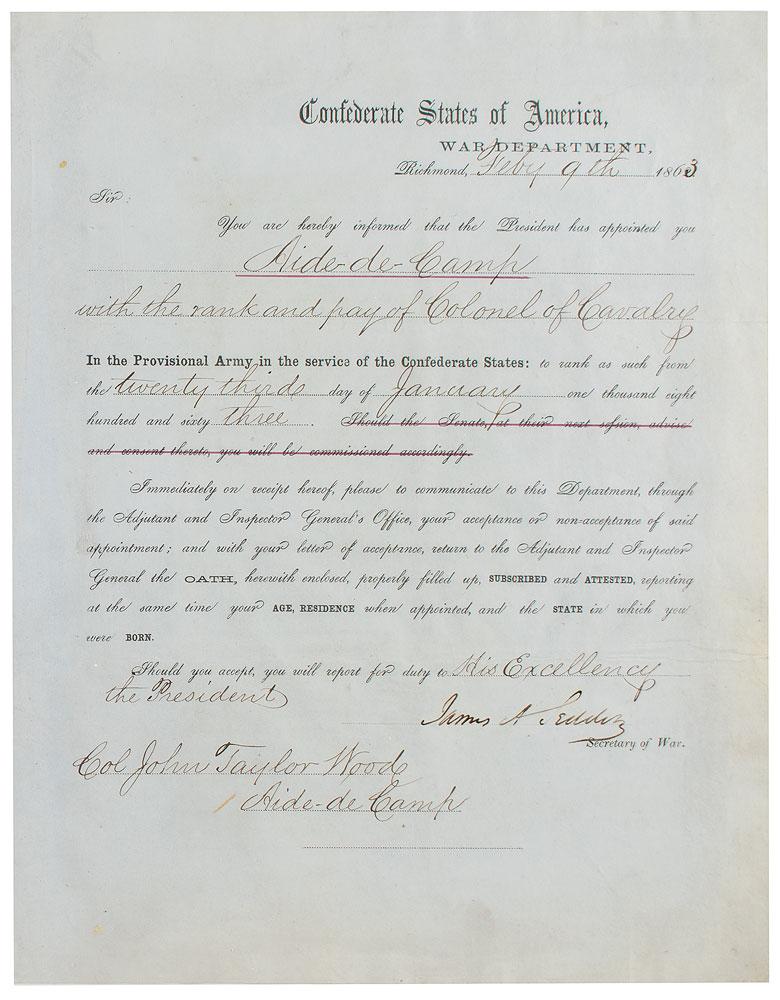 Confederate States of America,
WAR DEPARTMENT,
Richmond, Feby 9th 1863
Sir:
You are hereby informed that the President has appointed you
Aide-de-Camp
with the rank and pay of Colonel of Cavalry
In the Provisional Army in the service of the Confederate States: to rank as such from
the twenty third day of January one thousand eight
hundred and sixty three. Should the Senate, at their next session, advise
and consent thereto, you will be commissioned accordingly.
Immediately on receipt hereof, please to communicate to this Department, through
the Adjutant and Inspector General's Office, your acceptance or non-acceptance of said
appointment; and with your letter of acceptance, return to the Adjutant and Inspector
General the OATH, herewith enclosed, properly filled up, SUBSCRIBED and ATTESTED, reporting
at the same time your AGE, RESIDENCE when appointed, and the STATE in which you
were BORN.
Should you accept, you will report for duty to His Excellency
the President
James A Seddon
Secretary of War.
Col John Taylor Wood
Aide-de-Camp